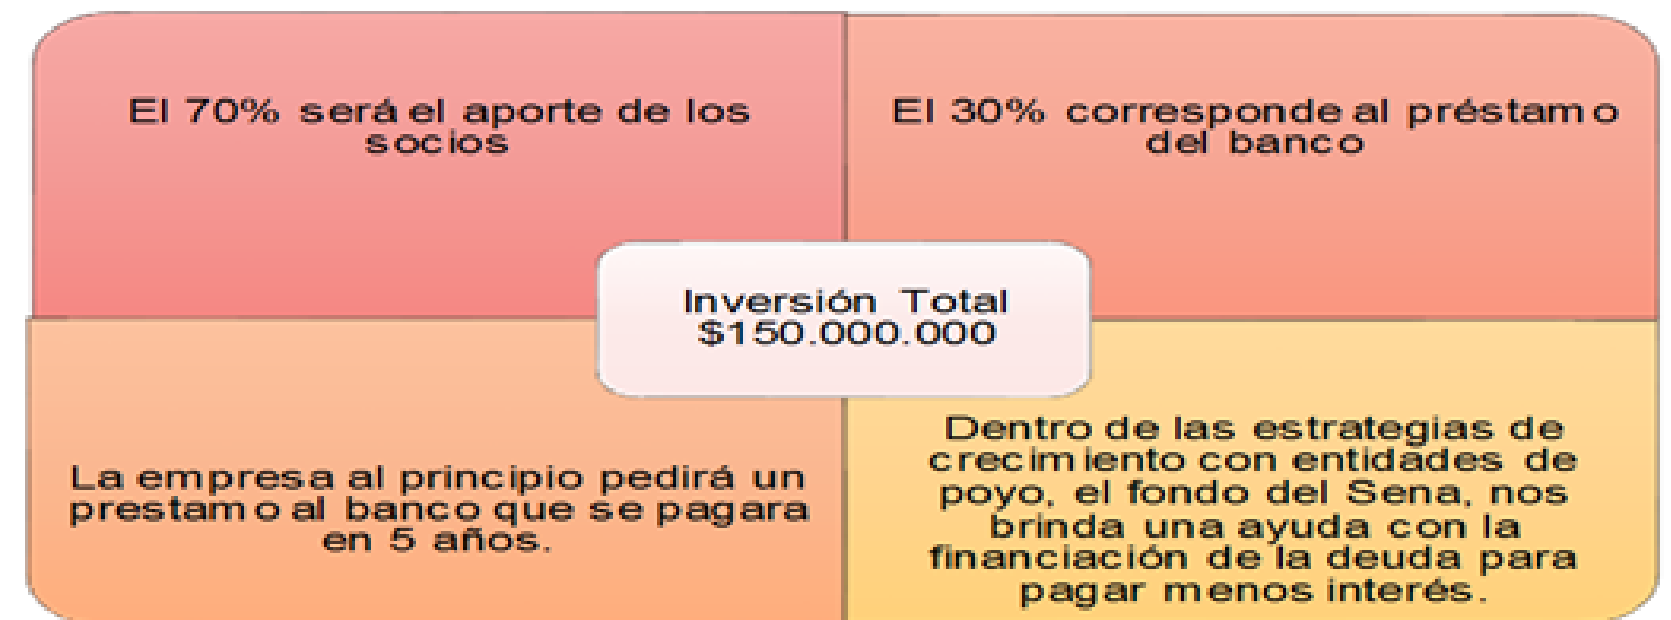 El 70% será el aporte de los
socios
El 30% corresponde al préstamo
del banco
Inversión Total
$150.000.000
La empresa al principio pedirá un
prestamo al banco que se pagara
en 5 años.
Dentro de las estrategias de
crecimiento con entidades de
poyo, el fondo del Sena, nos
brinda una ayuda con la
financiación de la deuda para
pagar menos interés.